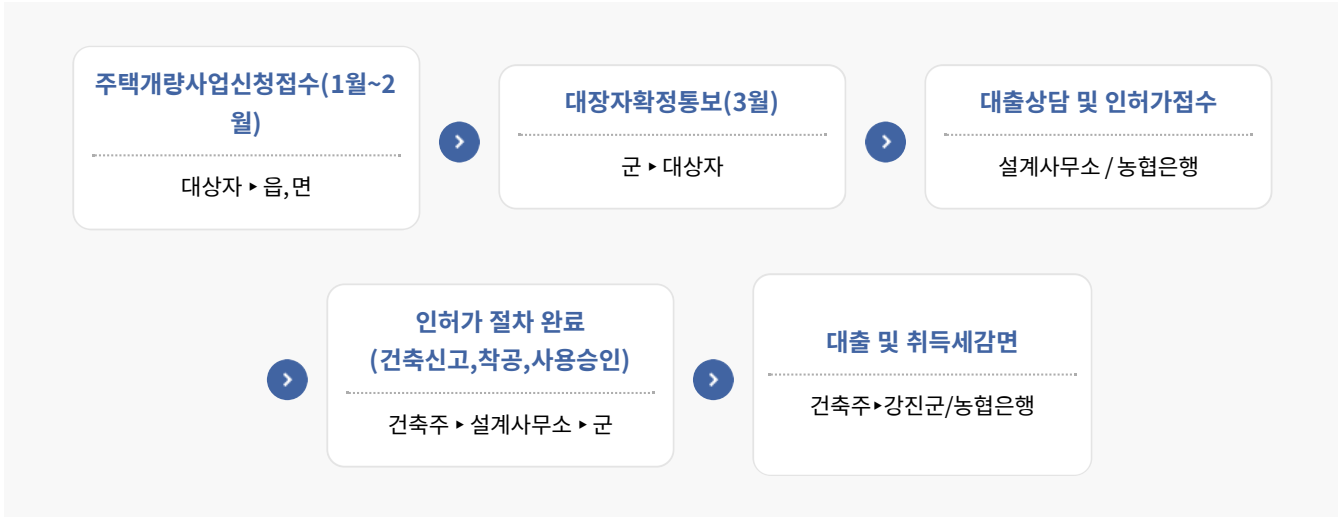 주택개량사업신청접수(1월~2
월)
대상자 ▸ 읍,면
대장자확정통보(3월)
군 ▸ 대상자
대출상담 및 인허가접수
설계사무소 / 농협은행
인허가 절차 완료
(건축신고,착공,사용승인)
건축주 ▸ 설계사무소 ▸ 군
대출 및 취득세감면
건축주▸강진군/농협은행